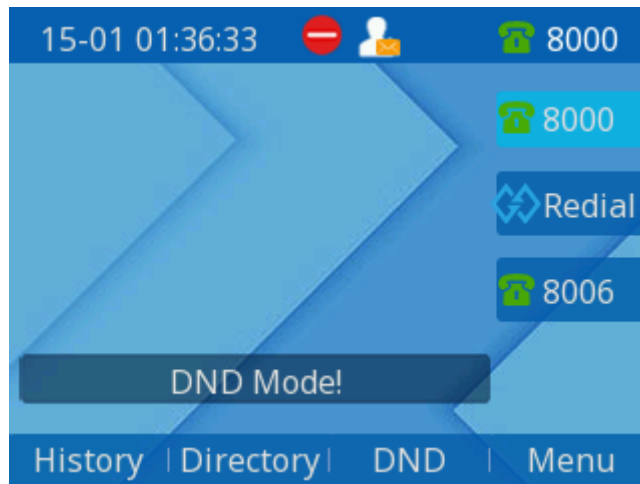 15-01 01:36:33 8000
8000
Redial
8006
DND Mode!
History Directory DND Menu